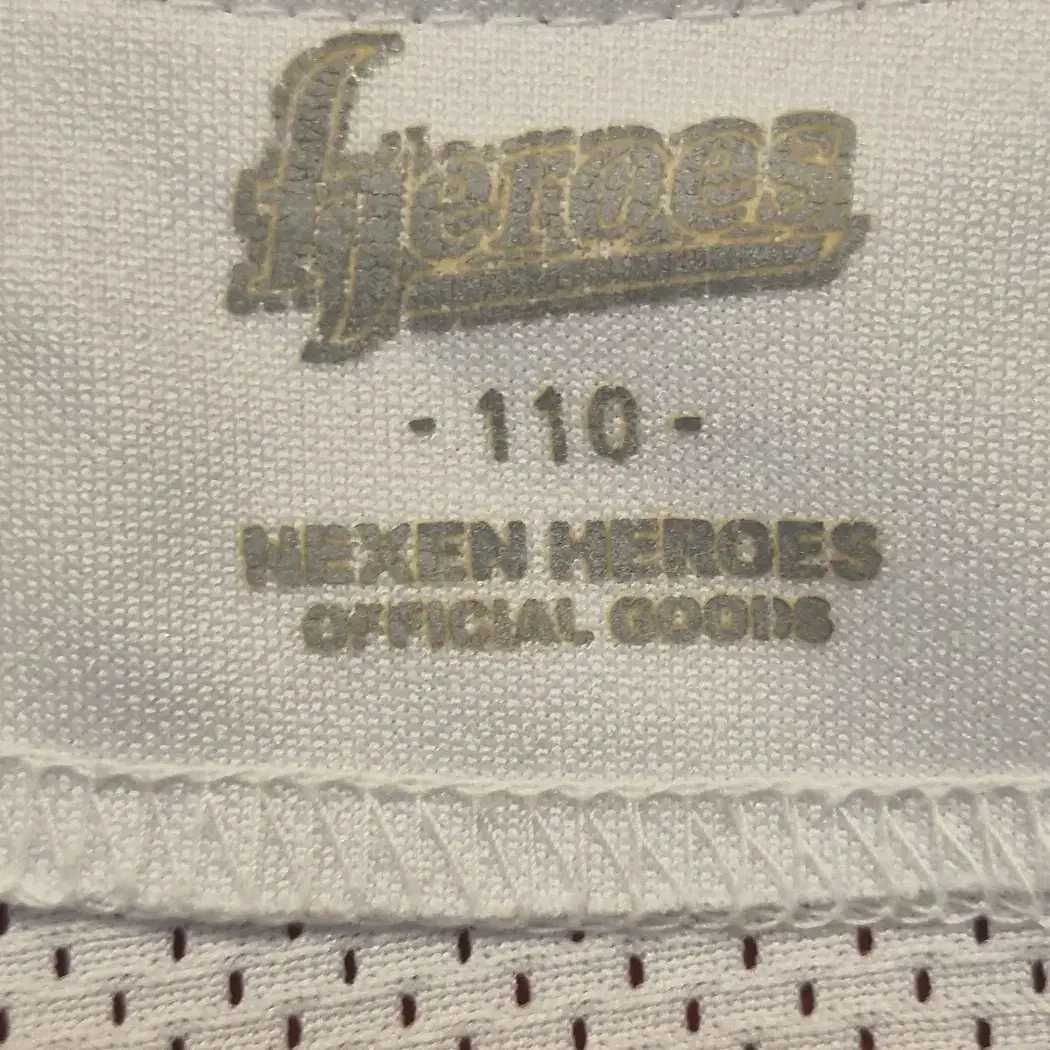 Heroes
- 110 -
NEXEN HEROES
OFFICIAL GOODS